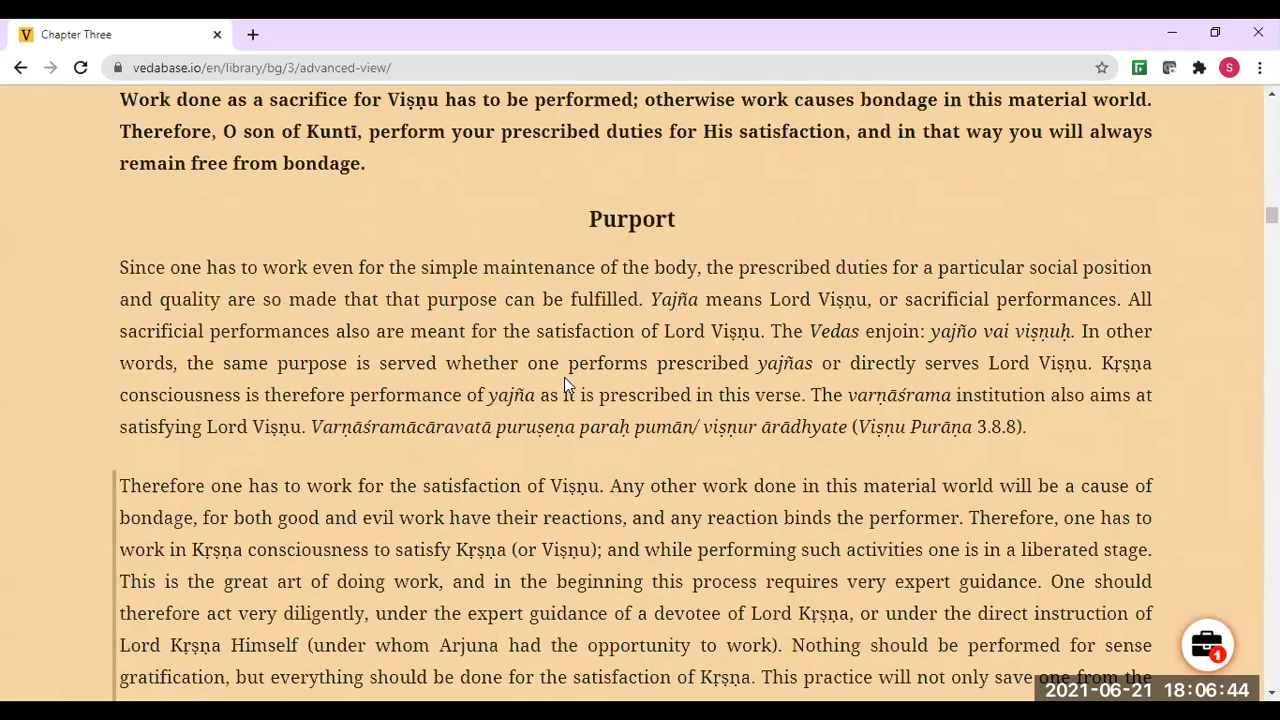 V Chapter Three
vedabase.io/en/library/bg/3/advanced-view/
S
Work done as a sacrifice for Viṣṇu has to be performed; otherwise work causes bondage in this material world.
Therefore, O son of Kuntī, perform your prescribed duties for His satisfaction, and in that way you will always
remain free from bondage.
Purport
Since one has to work even for the simple maintenance of the body, the prescribed duties for a particular social position
and quality are so made that that purpose can be fulfilled. Yajña means Lord Viṣṇu, or sacrificial performances. All
sacrificial performances also are meant for the satisfaction of Lord Viṣṇu. The Vedas enjoin: yajño vai viṣṇuḥ. In other
words, the same purpose is served whether one performs prescribed yajñas or directly serves Lord Viṣṇu. Kṛṣṇa
consciousness is therefore performance of yajña as it is prescribed in this verse. The varṇāśrama institution also aims at
satisfying Lord Viṣṇu. Varṇāśramācāravatā puruṣeṇa paraḥ pumān/ viṣṇur ārādhyate (Viṣṇu Purāṇa 3.8.8).
Therefore one has to work for the satisfaction of Viṣṇu. Any other work done in this material world will be a cause of
bondage, for both good and evil work have their reactions, and any reaction binds the performer. Therefore, one has to
work in Kṛṣṇa consciousness to satisfy Kṛṣṇa (or Viṣṇu); and while performing such activities one is in a liberated stage.
This is the great art of doing work, and in the beginning this process requires very expert guidance. One should
therefore act very diligently, under the expert guidance of a devotee of Lord Kṛṣṇa, or under the direct instruction of
Lord Kṛṣṇa Himself (under whom Arjuna had the opportunity to work). Nothing should be performed for sense
gratification, but everything should be done for the satisfaction of Kṛṣṇa. This practice will not only save one from the
1
2021-06-21 18:06:44